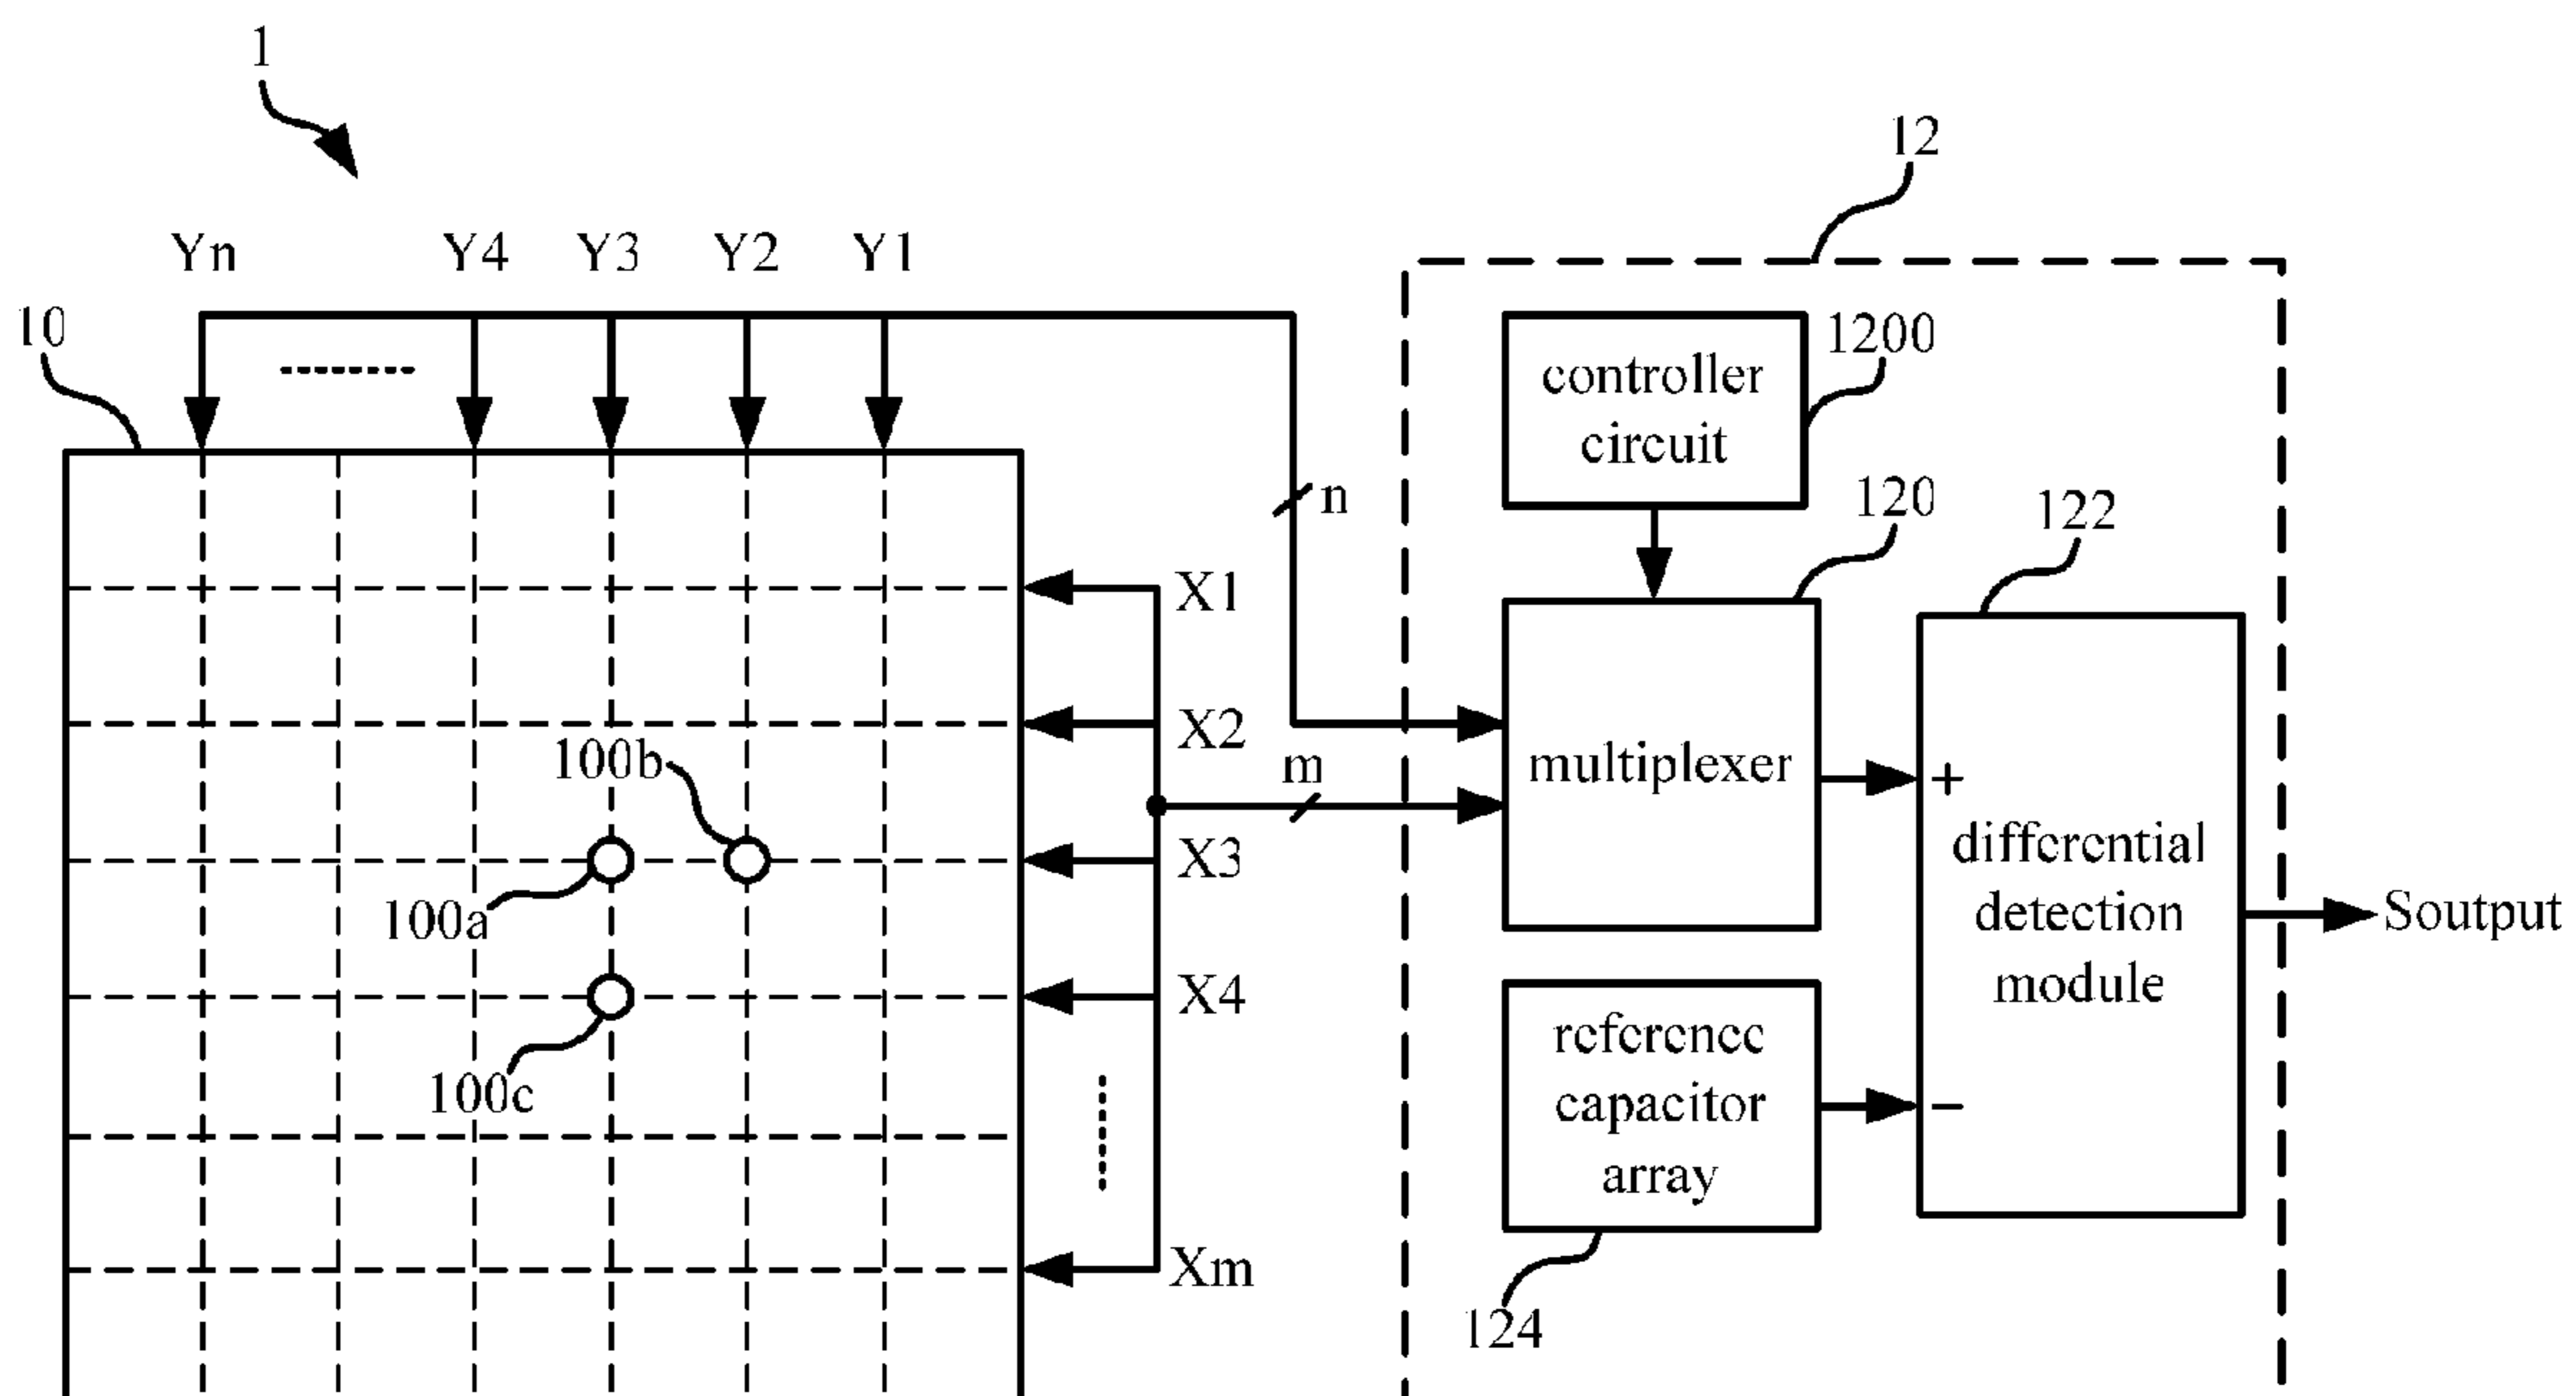 1
12
Yn Y4 Y3 Y2 Y1
10
1200
controller
circuit
n
120
122
X1
X2
multiplexer
m
+
100b
X3
differential
detection
module
100a
Soutput
X4
reference
capacitor
array
−
100c
Xm
124